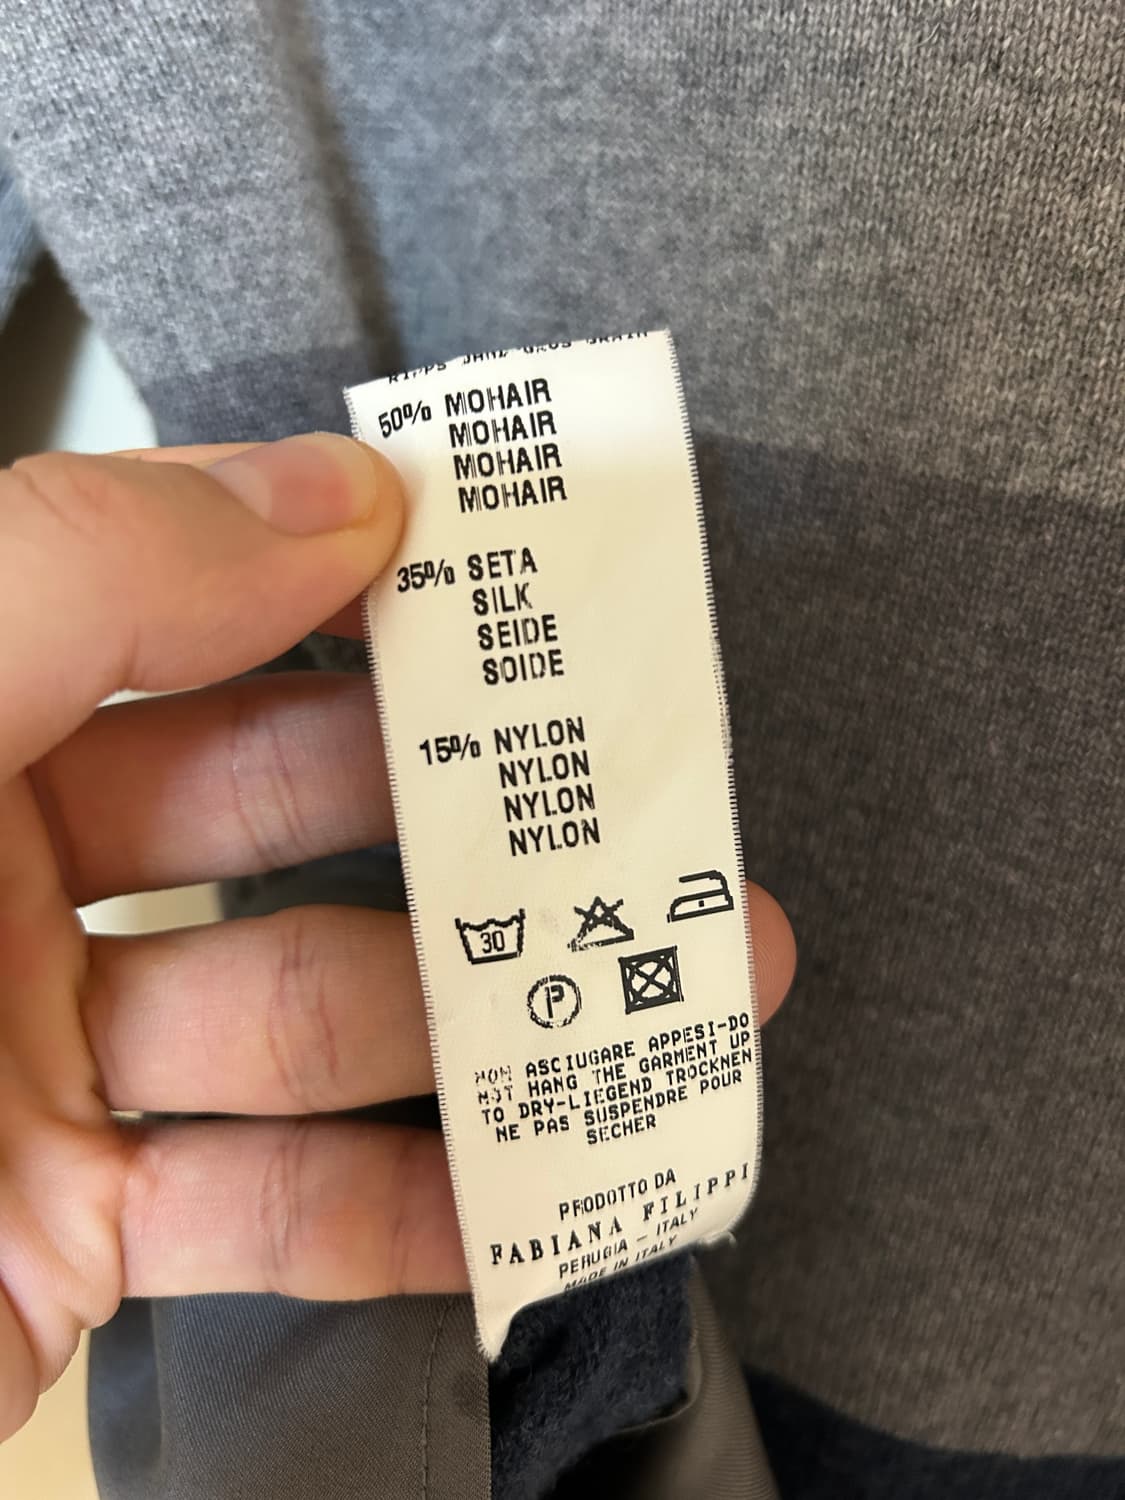 50% MOHAIR
MOHAIR
MOHAIR
MOHAIR
35% SETA
SILK
SEIDE
SOIDE
15% NYLON
NYLON
NYLON
NYLON
30
P
NON ASCIUGARE APPESI-DO
NOT HANG THE GARMENT UP
TO DRY-LIEGEND TROCKNEN
NE PAS SUSPENDRE POUR
SECHER
PRODOTTO DA
FABIANA FILIPPI
PERUGIA - ITALY
MADE IN ITALY